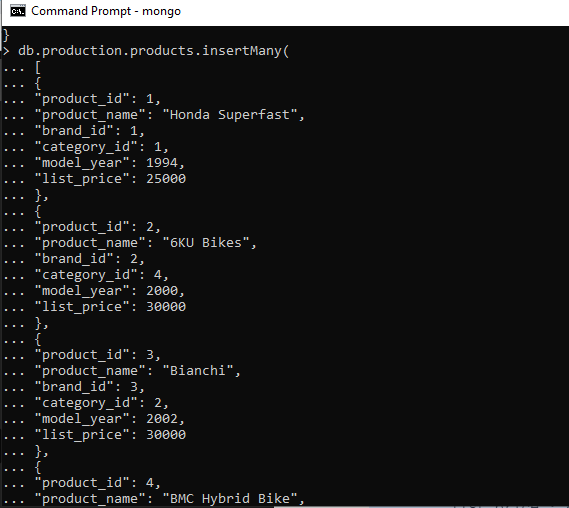 Command Prompt - mongo
}
> db.production.products.insertMany(
... [
... {
... "product_id": 1,
... "product_name": "Honda Superfast",
... "brand_id": 1,
... "category_id": 1,
... "model_year": 1994,
... "list_price": 25000
... },
... {
... "product_id": 2,
... "product_name": "6KU Bikes",
... "brand_id": 2,
... "category_id": 4,
... "model_year": 2000,
... "list_price": 30000
... },
... {
... "product_id": 3,
... "product_name": "Bianchi",
... "brand_id": 3,
... "category_id": 2,
... "model_year": 2002,
... "list_price": 30000
... },
... {
... "product_id": 4,
... "product_name": "BMC Hybrid Bike",